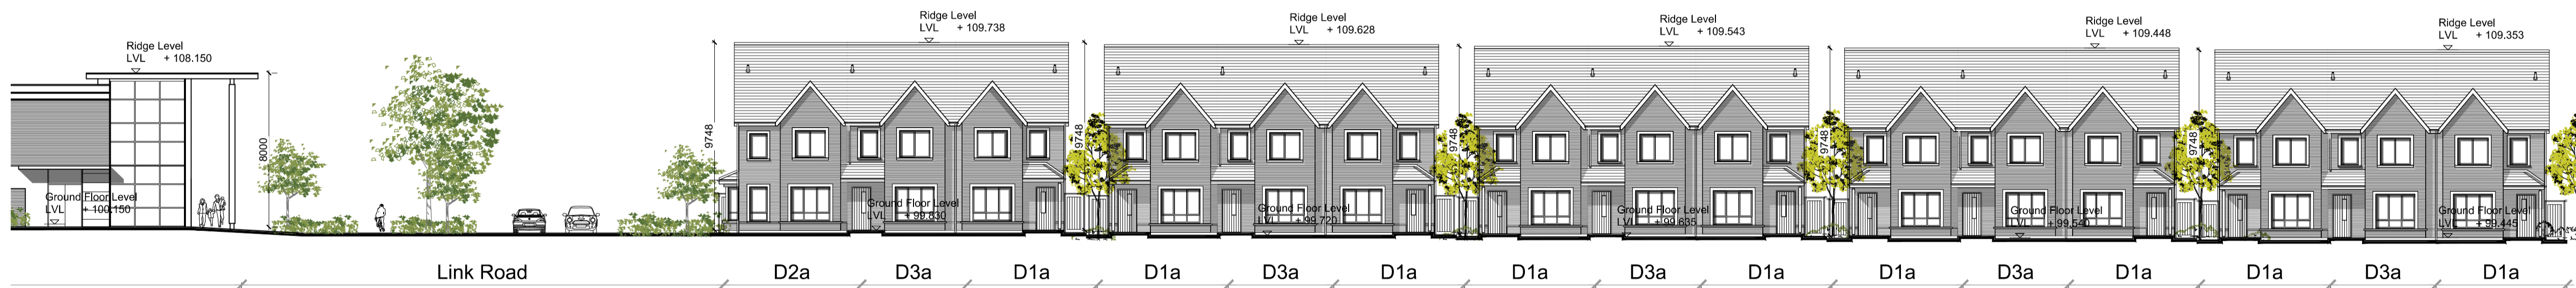 Ridge Level
LVL + 108.150
8000
Ground Floor Level
LVL + 100.150
Link Road
Ridge Level
LVL + 109.738
9748
Ground Floor Level
LVL + 99.830
D2a
D3a
D1a
Ridge Level
LVL + 109.628
9748
Ground Floor Level
LVL + 99.720
D1a
D3a
D1a
Ridge Level
LVL + 109.543
9748
Ground Floor Level
LVL + 99.635
D1a
D3a
D1a
Ridge Level
LVL + 109.448
9748
Ground Floor Level
LVL + 99.540
D1a
D3a
D1a
Ridge Level
LVL + 109.353
9748
Ground Floor Level
LVL + 99.445
D1a
D3a
D1a